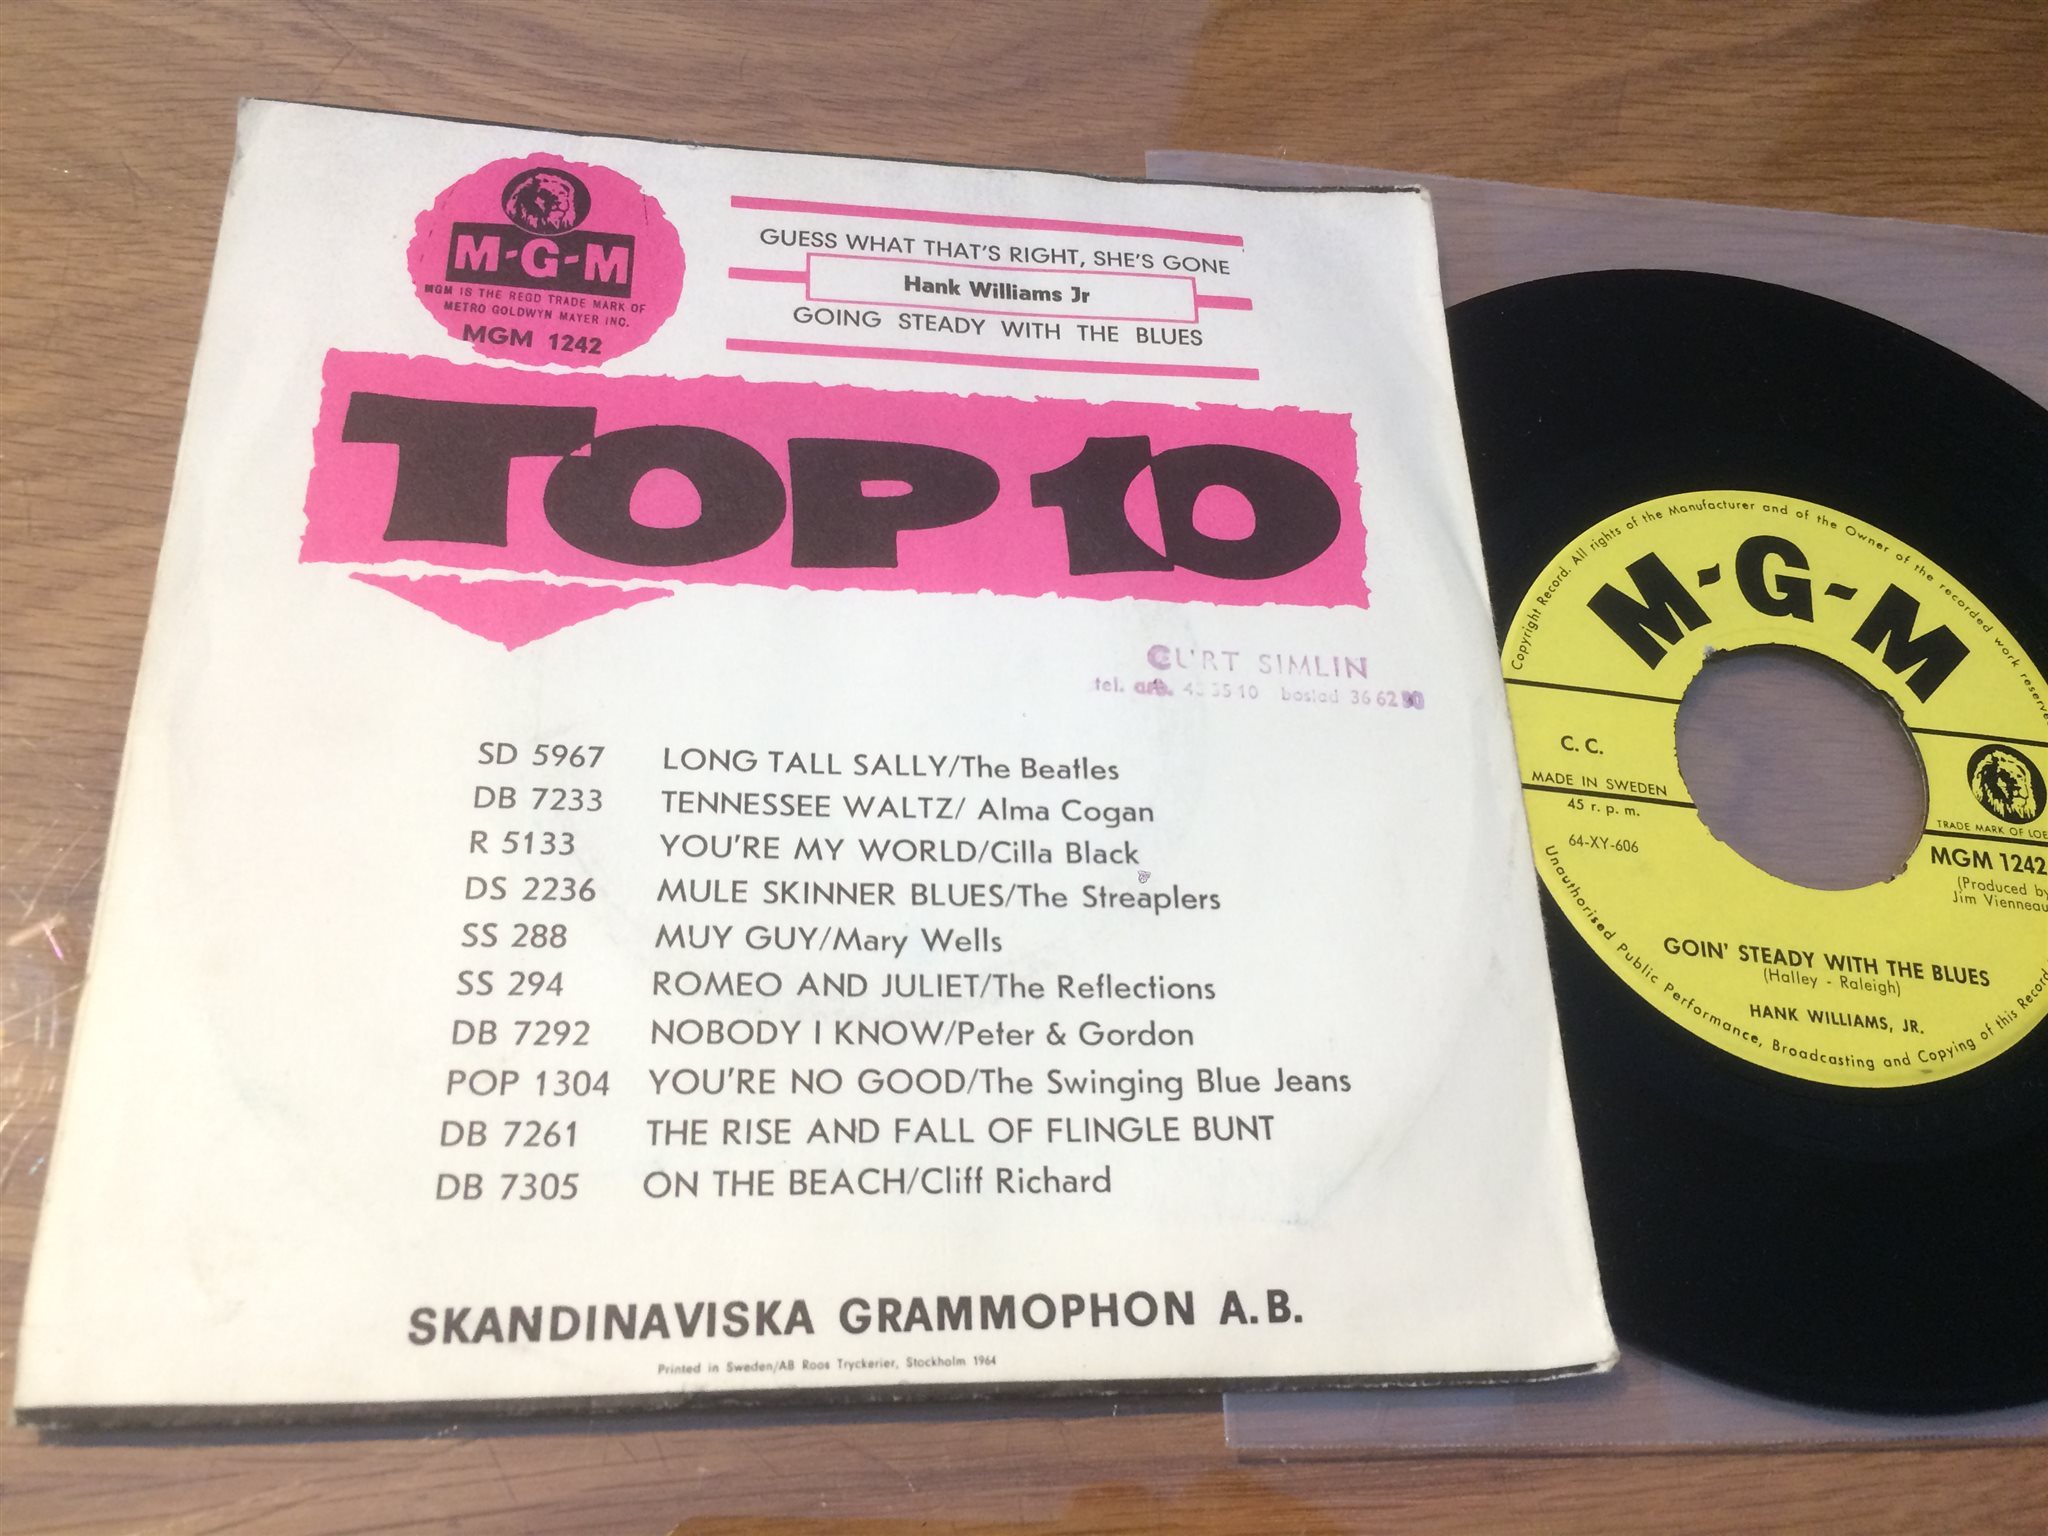 M-G-M
MGM IS THE REGD TRADE MARK OF
METRO GOLDWYN MAYER INC.
MGM 1242
GUESS WHAT THAT'S RIGHT, SHE'S GONE
Hank Williams Jr
GOING STEADY WITH THE BLUES
TOP 10
CURT SIMLIN
tel. arb. bostad
SD 5967 LONG TALL SALLY/The Beatles
DB 7233 TENNESSEE WALTZ/ Alma Cogan
R 5133 YOU'RE MY WORLD/Cilla Black
DS 2236 MULE SKINNER BLUES/The Streaplers
SS 288 MUY GUY/Mary Wells
SS 294 ROMEO AND JULIET/The Reflections
DB 7292 NOBODY I KNOW/Peter & Gordon
POP 1304 YOU'RE NO GOOD/The Swinging Blue Jeans
DB 7261 THE RISE AND FALL OF FLINGLE BUNT
DB 7305 ON THE BEACH/Cliff Richard
SKANDINAVISKA GRAMMOPHON A.B.
Printed in Sweden/AB Roos Tryckerier, Stockholm 1964
Copyright Record. All rights of the Manufacturer and of the Owner of the recorded work reserve
M-G-M
C. C.
MADE IN SWEDEN
45 r. p. m.
64-XY-606
TRADE MARK OF LOE
MGM 1242
(Produced by
Jim Vienneau
GOIN' STEADY WITH THE BLUES
(Halley - Raleigh)
HANK WILLIAMS, JR.
Unauthorised Public Performance, Broadcasting and Copying of this Record